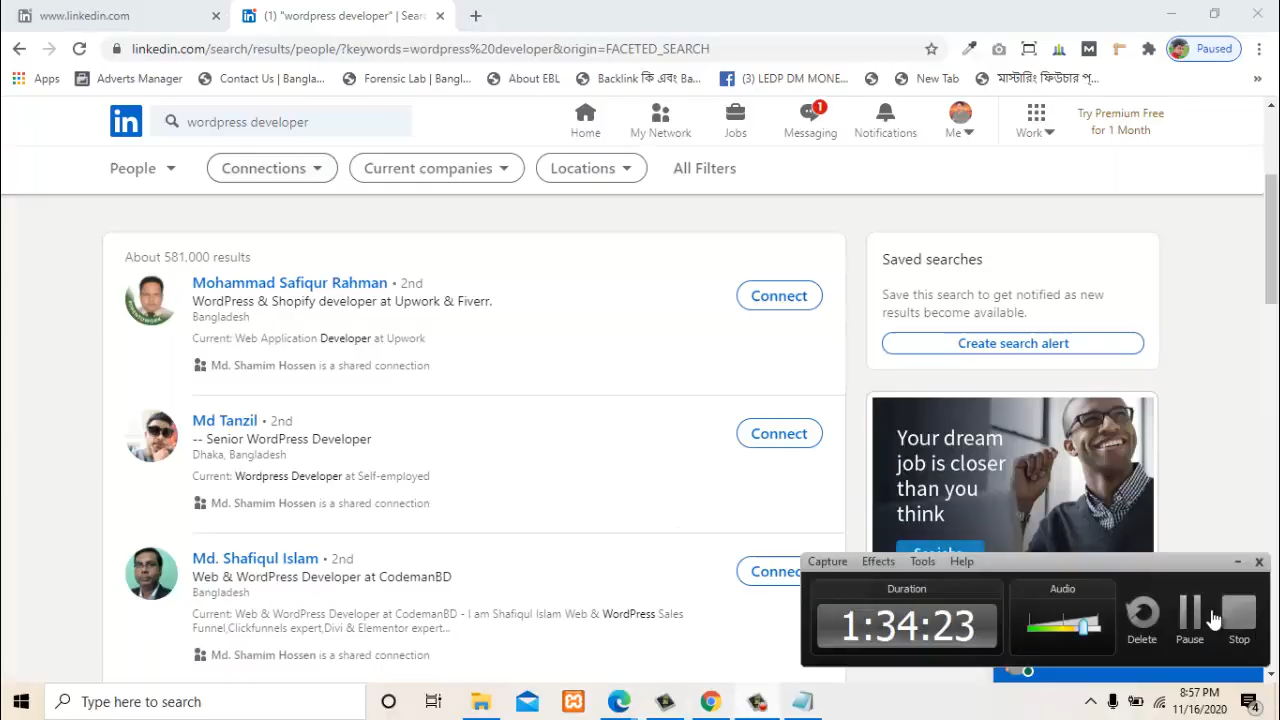 www.linkedin.com
(1) "wordpress developer" | Sear
linkedin.com/search/results/people/?keywords=wordpress%20developer&origin=FACETED_SEARCH
Paused
Apps
Adverts Manager
Contact Us | Bangla...
Forensic Lab | Bangl...
About EBL
Backlink কি এবং Ba...
(3) LEDP DM MONE...
New Tab
মাস্টারিং ফিউচার প্...
»
in
wordpress developer
Home
My Network
Jobs
1
Messaging
Notifications
Me
Work
Try Premium Free
for 1 Month
People
Connections
Current companies
Locations
All Filters
About 581,000 results
Mohammad Safiqur Rahman • 2nd
WordPress & Shopify developer at Upwork & Fiverr.
Bangladesh
Current: Web Application Developer at Upwork
Md. Shamim Hossen is a shared connection
Connect
Md Tanzil • 2nd
-- Senior WordPress Developer
Dhaka, Bangladesh
Current: Wordpress Developer at Self-employed
Md. Shamim Hossen is a shared connection
Connect
Md. Shafiqul Islam • 2nd
Web & WordPress Developer at CodemanBD
Bangladesh
Current: Web & WordPress Developer at CodemanBD - I am Shafiqul Islam Web & WordPress Sales
Funnel,Clickfunnels expert,Divi & Elementor expert...
Md. Shamim Hossen is a shared connection
Connec
Saved searches
Save this search to get notified as new
results become available.
Create search alert
Your dream
job is closer
than you
think
Capture Effects Tools Help
Duration
1:34:23
Audio
Delete
Pause
Stop
Type here to search
8:57 PM
11/16/2020
4